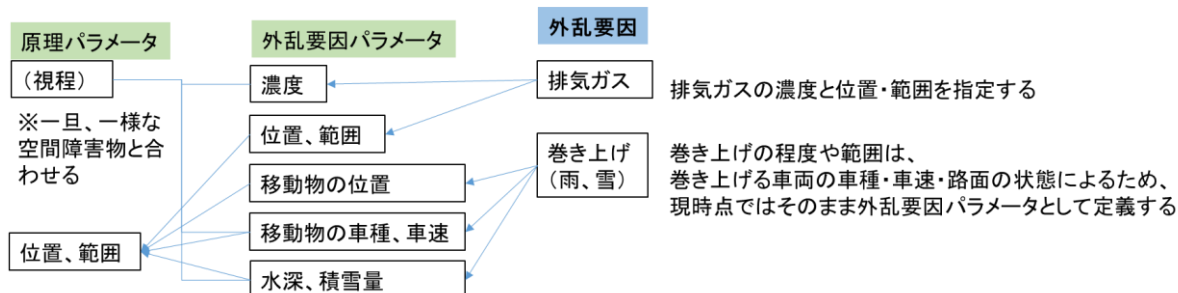 原理パラメータ
外乱要因パラメータ
外乱要因
（視程）
※一旦、一様な
空間障害物と合
わせる
位置、範囲
濃度
位置、範囲
移動物の位置
移動物の車種、車速
水深、積雪量
排気ガス
排気ガスの濃度と位置・範囲を指定する
巻き上げ
（雨、雪）
巻き上げの程度や範囲は、
巻き上げる車両の車種・車速・路面の状態によるため、
現時点ではそのまま外乱要因パラメータとして定義する